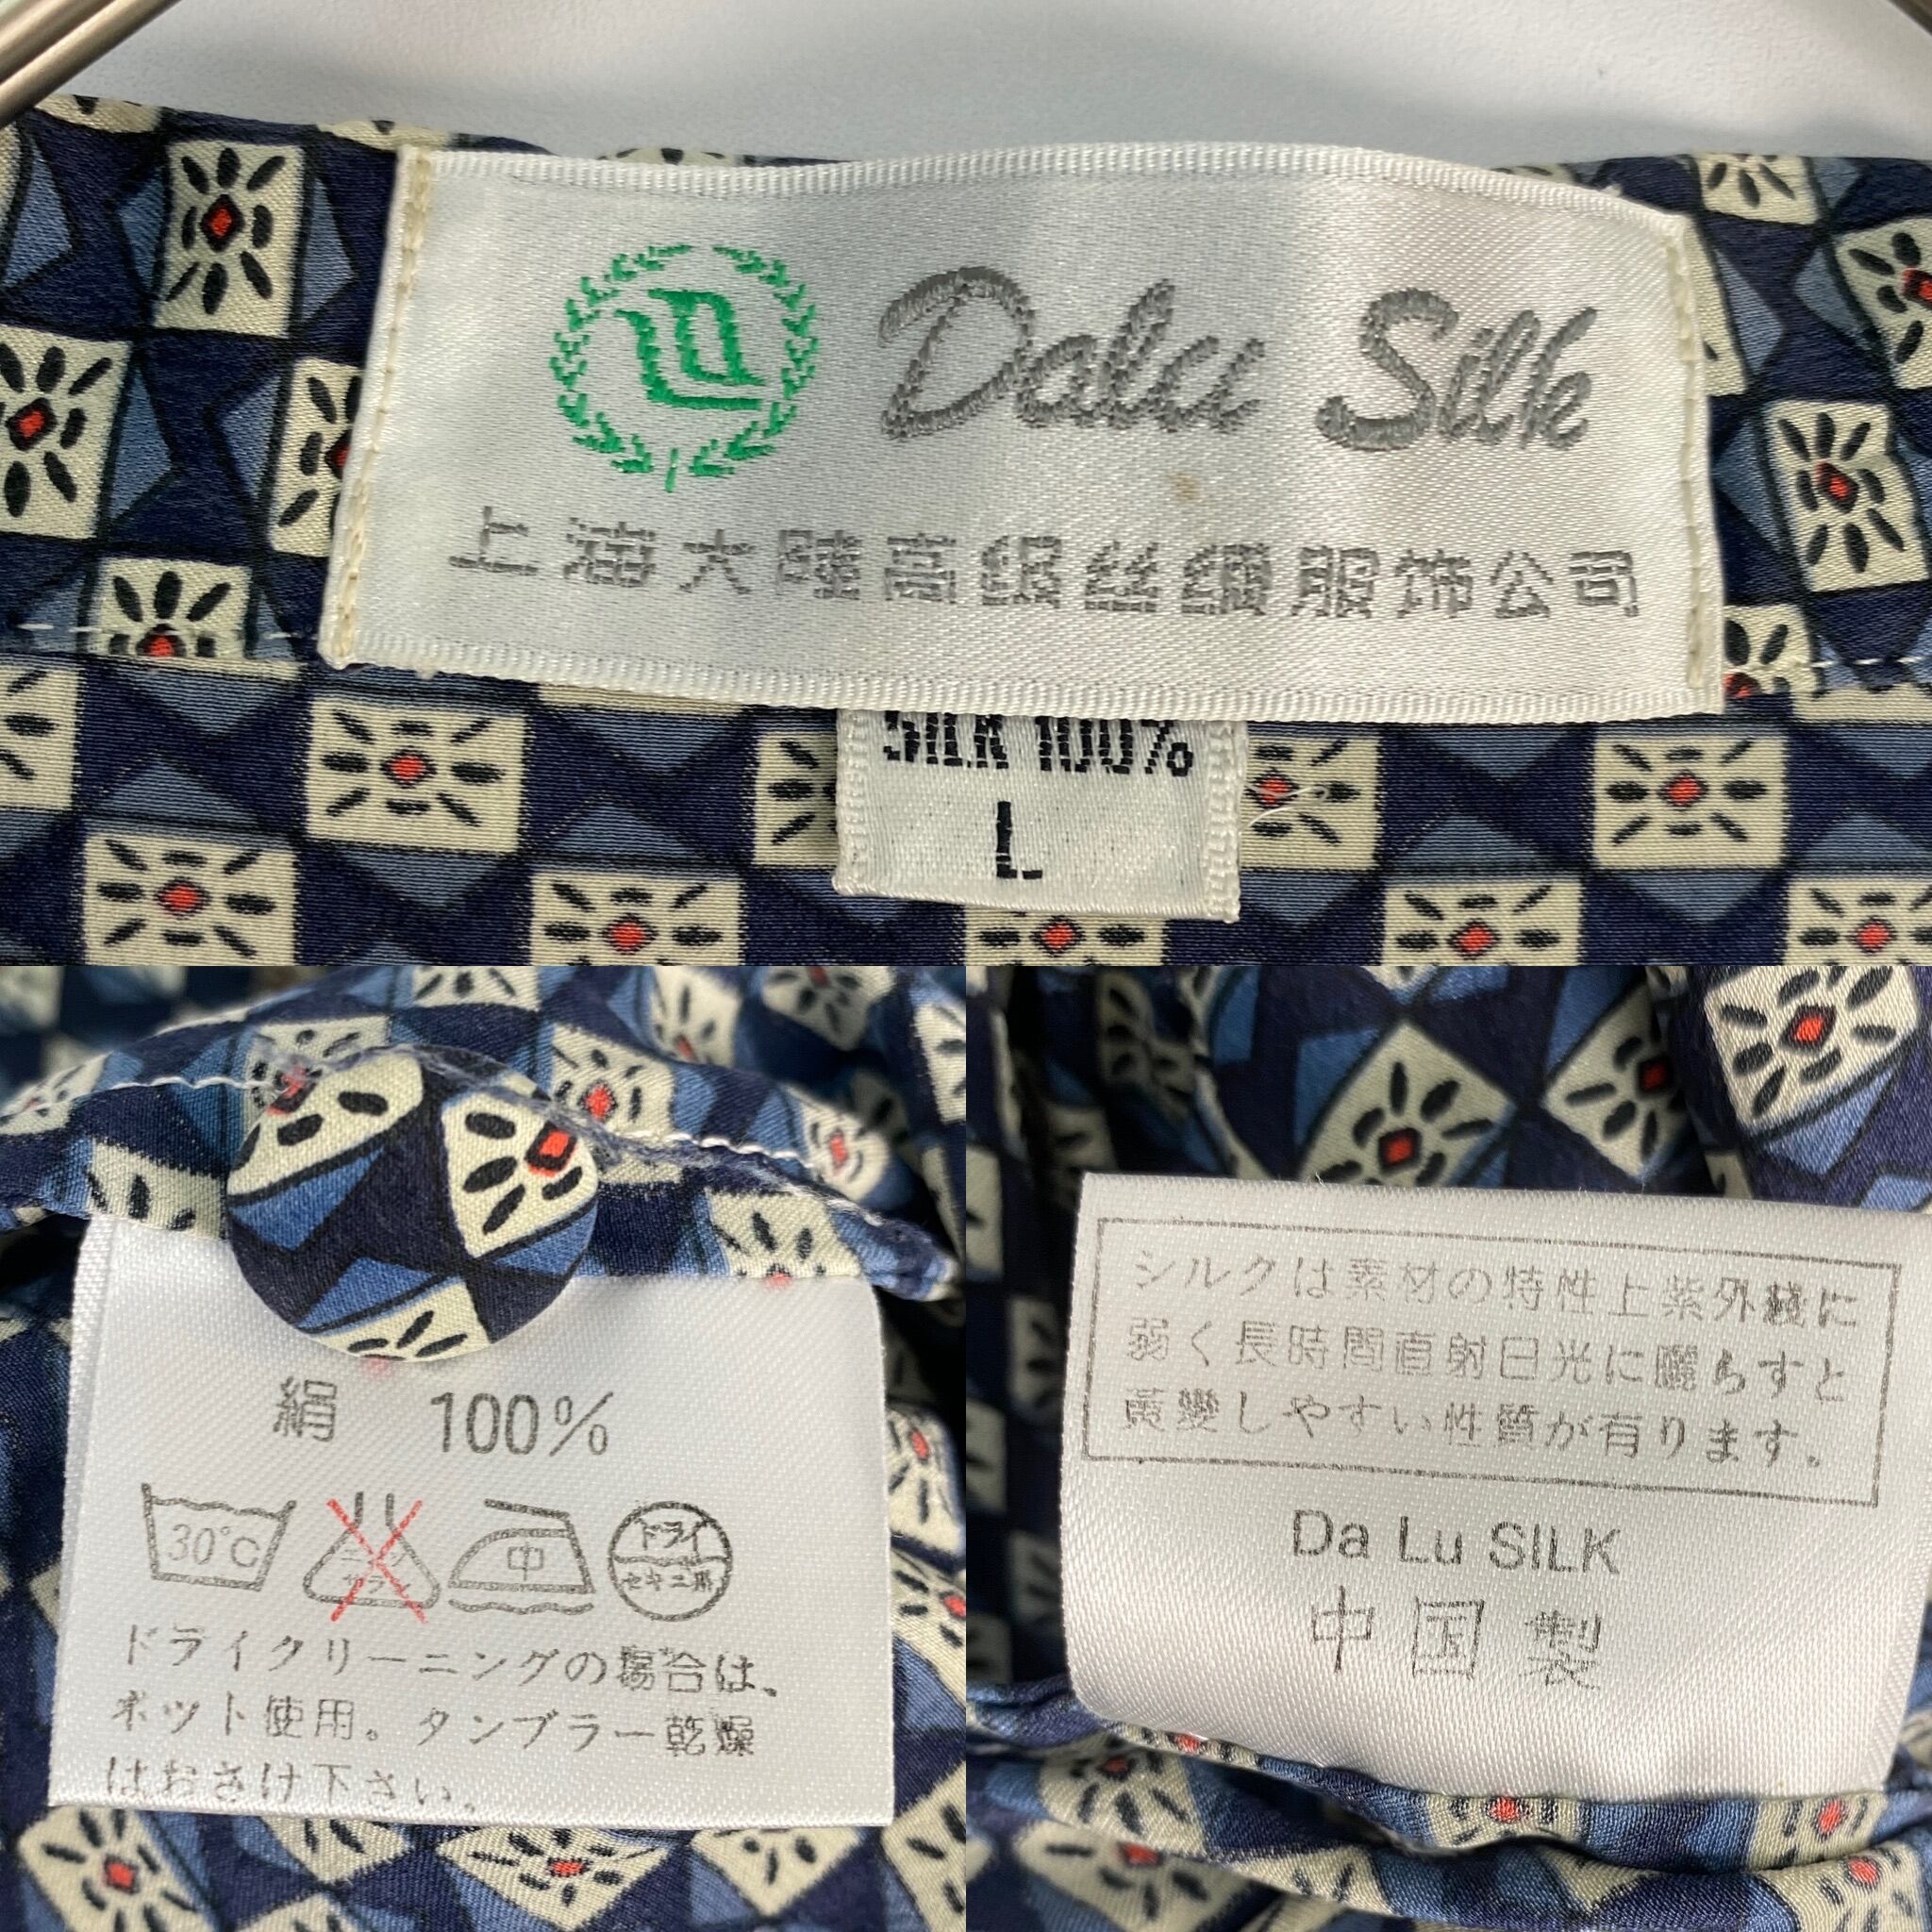 Dalu Silk
上海大陸高级丝绸服饰公司
SILK 100%
L
絹 100%
30℃
中
ドライ
セキユ系
ドライクリーニングの場合は、
ネット使用。タンブラー乾燥
はおさけ下さい。
シルクは素材の特性上紫外綫に
弱く長時間直射日光に曬らすと
黃變しやすい性質が有ります。
Da Lu SILK
中国製